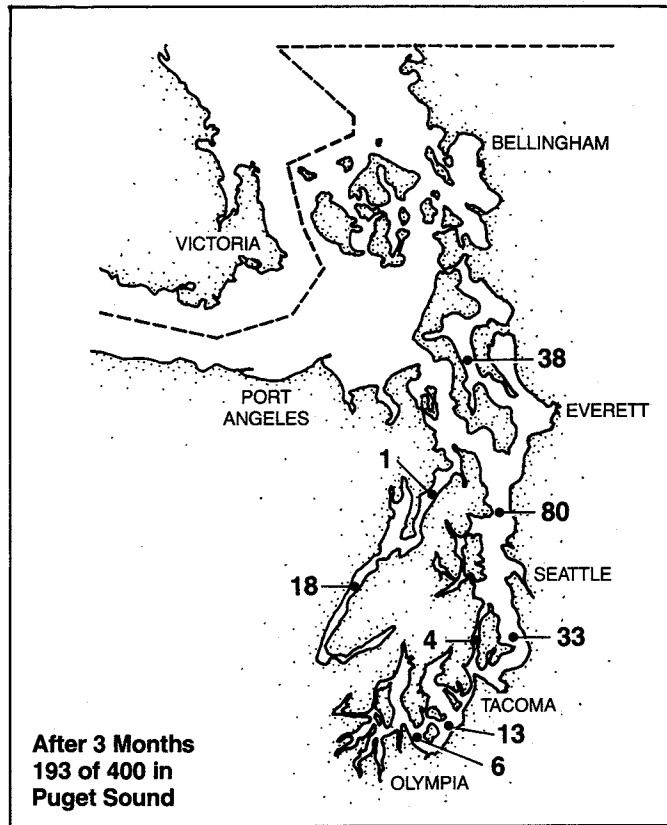 BELLINGHAM
VICTORIA
38
PORT
ANGELES
EVERETT
1
80
18
SEATTLE
4
33
TACOMA
13
6
OLYMPIA
After 3 Months
193 of 400 in
Puget Sound